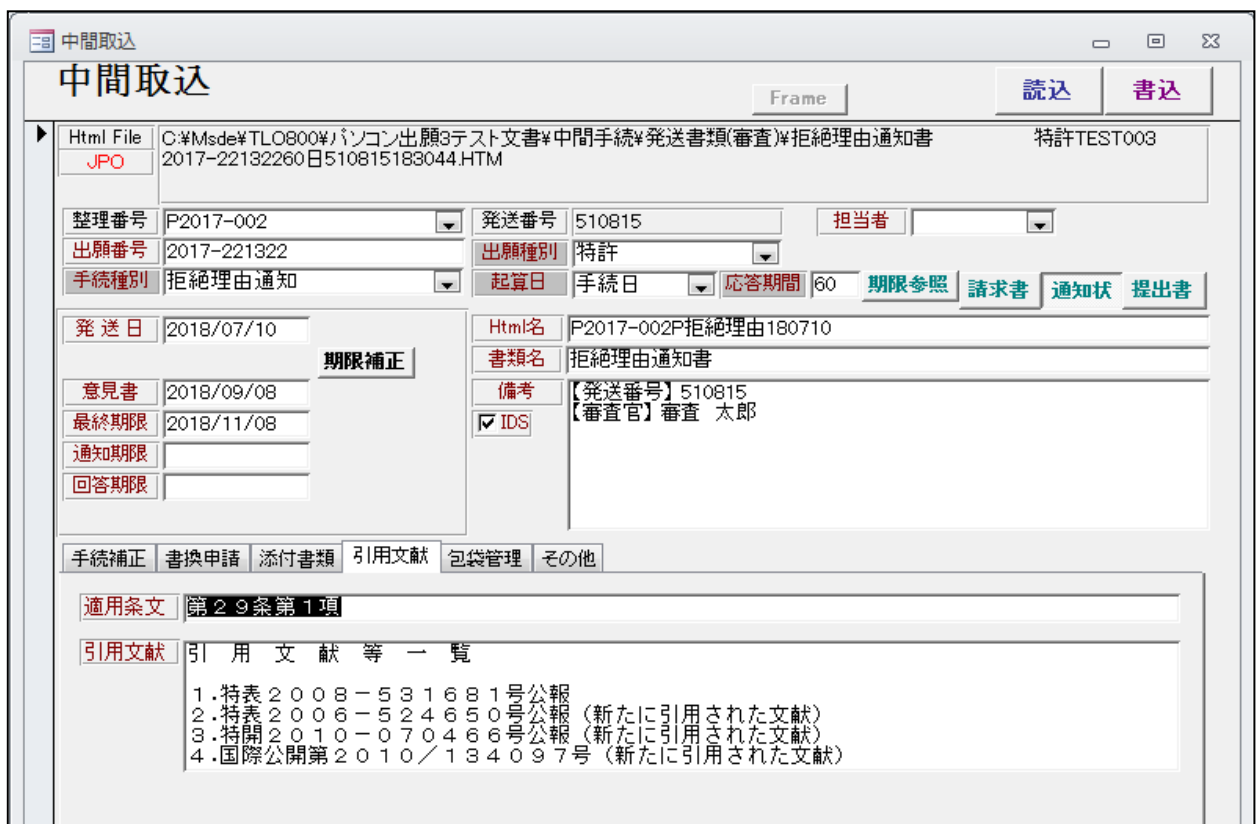 中間取込
中間取込
Frame
読込
書込
Html File
C:¥Msde¥TLO800¥パソコン出願3テスト文書¥中間手続¥発送書類(審査)¥拒絶理由通知書 特許TEST003
JPO
2017-22132260日510815183044.HTM
整理番号 P2017-002 発送番号 510815 担当者
出願番号 2017-221322 出願種別 特許
手続種別 拒絶理由通知 起算日 手続日 応答期間 60 期限参照 請求書 通知状 提出書
発送日 2018/07/10 Html名 P2017-002P拒絶理由180710
期限補正 書類名 拒絶理由通知書
意見書 2018/09/08 備考 【発送番号】510815
【審査官】審査 太郎
最終期限 2018/11/08 IDS
通知期限
回答期限
手続補正 書換申請 添付書類 引用文献 包袋管理 その他
適用条文 第29条第1項
引用文献 引 用 文 献 等 一 覧
1.特表2008-531681号公報
2.特表2006-524650号公報(新たに引用された文献)
3.特開2010-070466号公報(新たに引用された文献)
4.国際公開第2010/134097号(新たに引用された文献)